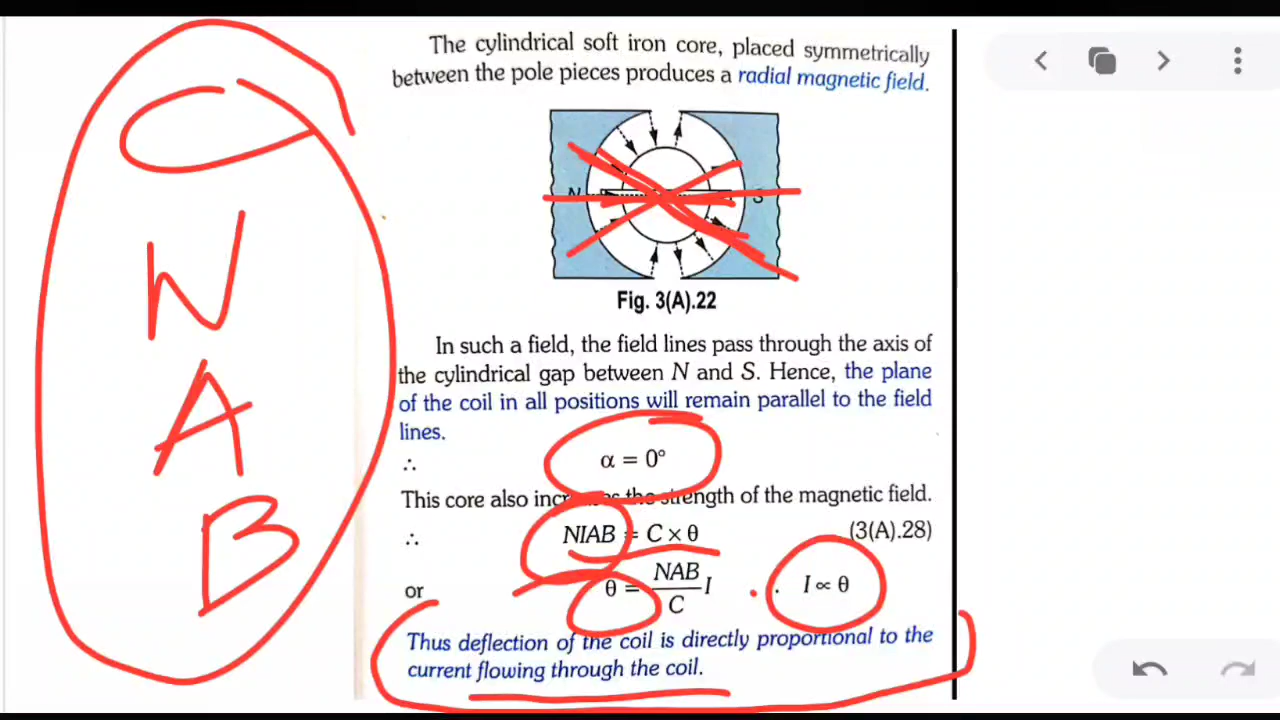 The cylindrical soft iron core, placed symmetrically
between the pole pieces produces a radial magnetic field.
N S
Fig. 3(A).22
In such a field, the field lines pass through the axis of
the cylindrical gap between N and S. Hence, the plane
of the coil in all positions will remain parallel to the field
lines.
∴ α = 0°
This core also increases the strength of the magnetic field.
∴ NIAB = C × θ (3(A).28)
or θ = NAB/C I ∴ I ∝ θ
Thus deflection of the coil is directly proportional to the
current flowing through the coil.
N
A
B